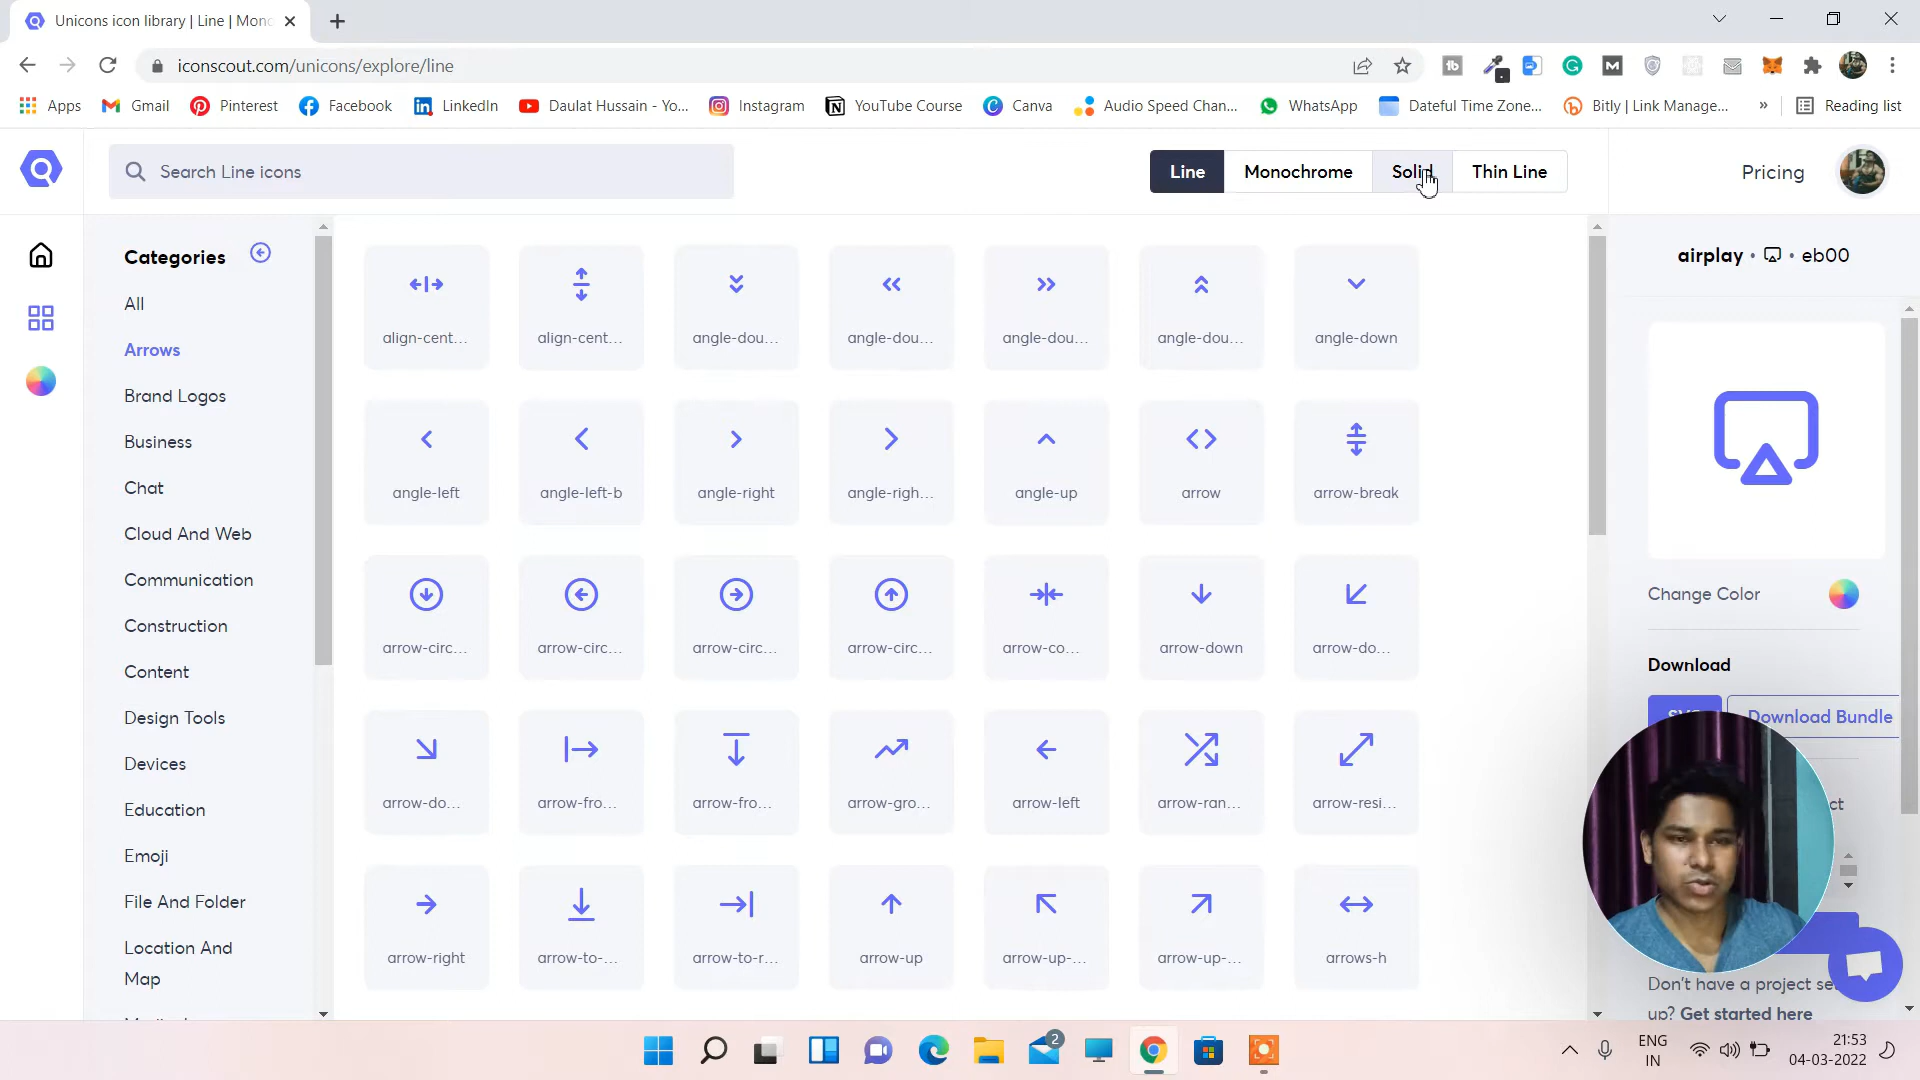 Unicons icon library | Line | Mono
iconscout.com/unicons/explore/line
Apps
Gmail
Pinterest
Facebook
LinkedIn
Daulat Hussain - Yo...
Instagram
YouTube Course
Canva
Audio Speed Chan...
WhatsApp
Dateful Time Zone...
Bitly | Link Manage...
»
Reading list
Search Line icons
Line
Monochrome
Solid
Thin Line
Pricing
Categories
All
Arrows
Brand Logos
Business
Chat
Cloud And Web
Communication
Construction
Content
Design Tools
Devices
Education
Emoji
File And Folder
Location And
Map
align-cent...
align-cent...
angle-dou...
angle-dou...
angle-dou...
angle-dou...
angle-down
angle-left
angle-left-b
angle-right
angle-righ...
angle-up
arrow
arrow-break
arrow-circ...
arrow-circ...
arrow-circ...
arrow-circ...
arrow-co...
arrow-down
arrow-do...
arrow-do...
arrow-fro...
arrow-fro...
arrow-gro...
arrow-left
arrow-ran...
arrow-resi...
arrow-right
arrow-to-...
arrow-to-r...
arrow-up
arrow-up-...
arrow-up-...
arrows-h
airplay • • eb00
Change Color
Download
Download Bundle
Don't have a project se
up? Get started here
2
ENG
IN
21:53
04-03-2022